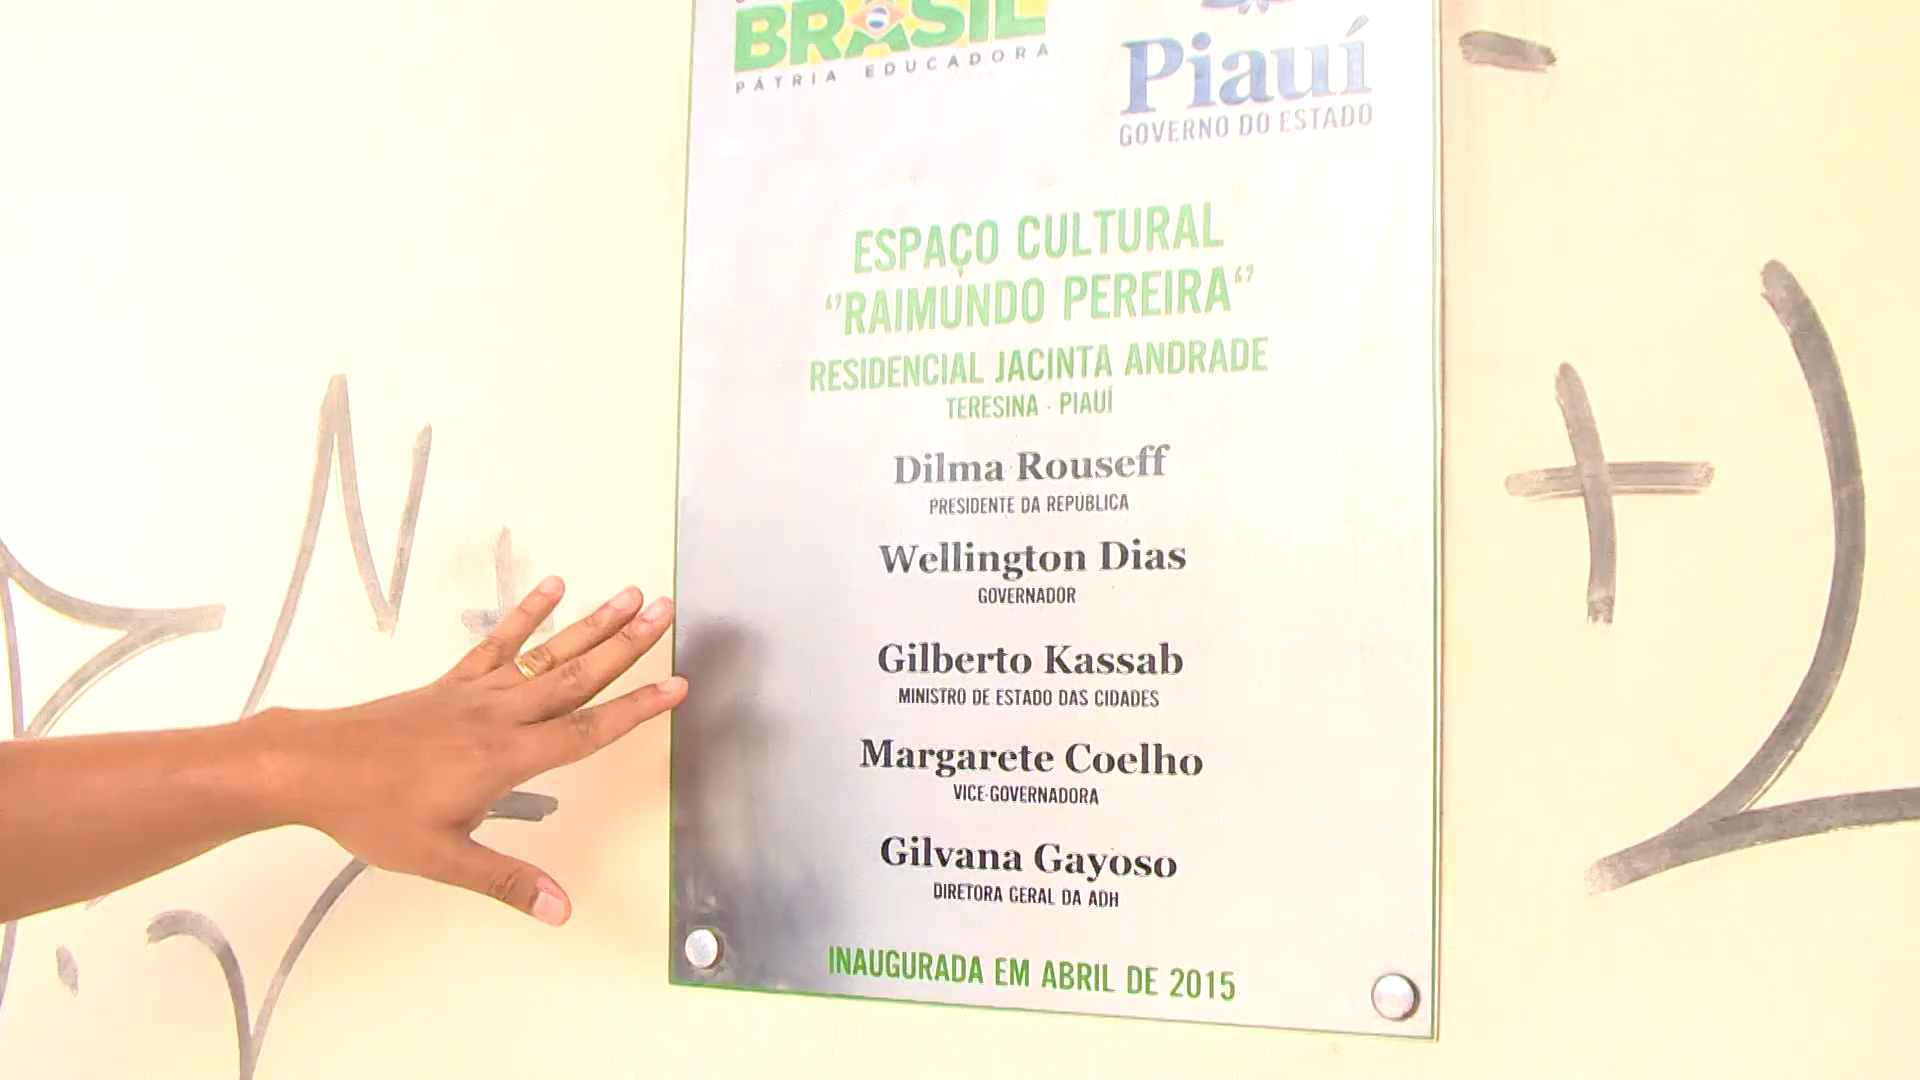 BRASIL
PÁTRIA EDUCADORA
Piauí
GOVERNO DO ESTADO
ESPAÇO CULTURAL
‘’RAIMUNDO PEREIRA‘’
RESIDENCIAL JACINTA ANDRADE
TERESINA - PIAUÍ
Dilma Rouseff
PRESIDENTE DA REPÚBLICA
Wellington Dias
GOVERNADOR
Gilberto Kassab
MINISTRO DE ESTADO DAS CIDADES
Margarete Coelho
VICE-GOVERNADORA
Gilvana Gayoso
DIRETORA GERAL DA ADH
INAUGURADA EM ABRIL DE 2015